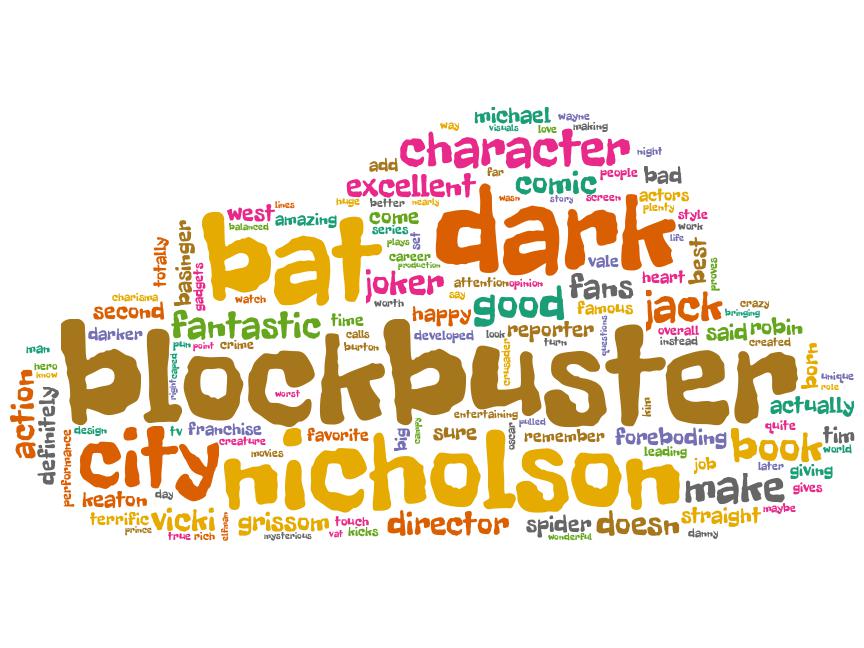 michael wayne
way visuals love making
character night
add far people bad
excellent comic
huge better nearly wasn story screen actors
west lines plenty
balanced amazing come style
series work
bat dark life
totally basinger gadgets plays set best proves
career vale
production
joker attention opinion fans heart
charisma watch worth say good famous jack crazy
second happy bringing
fantastic time reporter overall said robin
darker calls developed look turn questions instead created
man pun point crime burton
hero right caped crusader born unique
know blockbuster role
action definitely worst kim actually
entertaining
design tv franchise favorite big campy sure oscar pulled remember foreboding quite tim
creature book world
performance city movies nicholson leading job later giving
keaton day make gives
terrific vicki grissom touch director spider doesn straight maybe
prince true rich elfman mysterious vat kicks wonderful danny